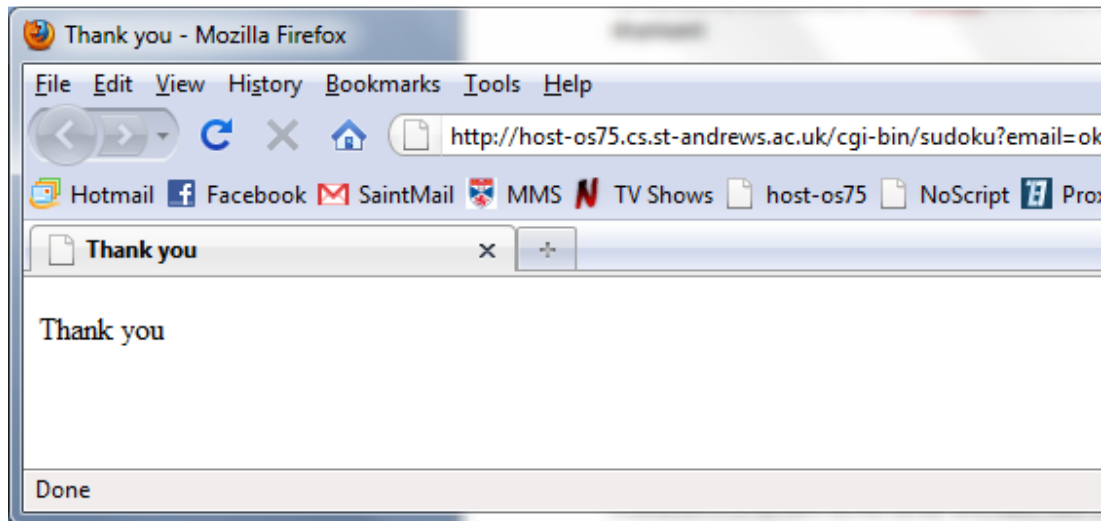 Thank you - Mozilla Firefox
File Edit View History Bookmarks Tools Help
http://host-os75.cs.st-andrews.ac.uk/cgi-bin/sudoku?email=ok
Hotmail Facebook SaintMail MMS TV Shows host-os75 NoScript Prox
Thank you
Thank you
Done